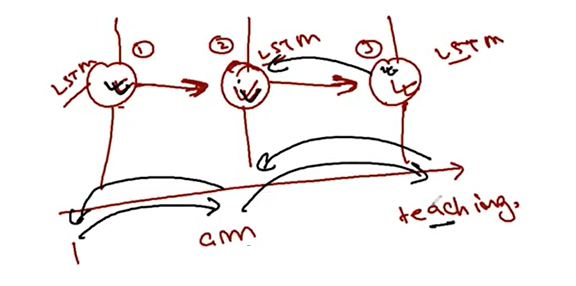 ① ② ③
LSTM LSTM LSTM
I am teaching.